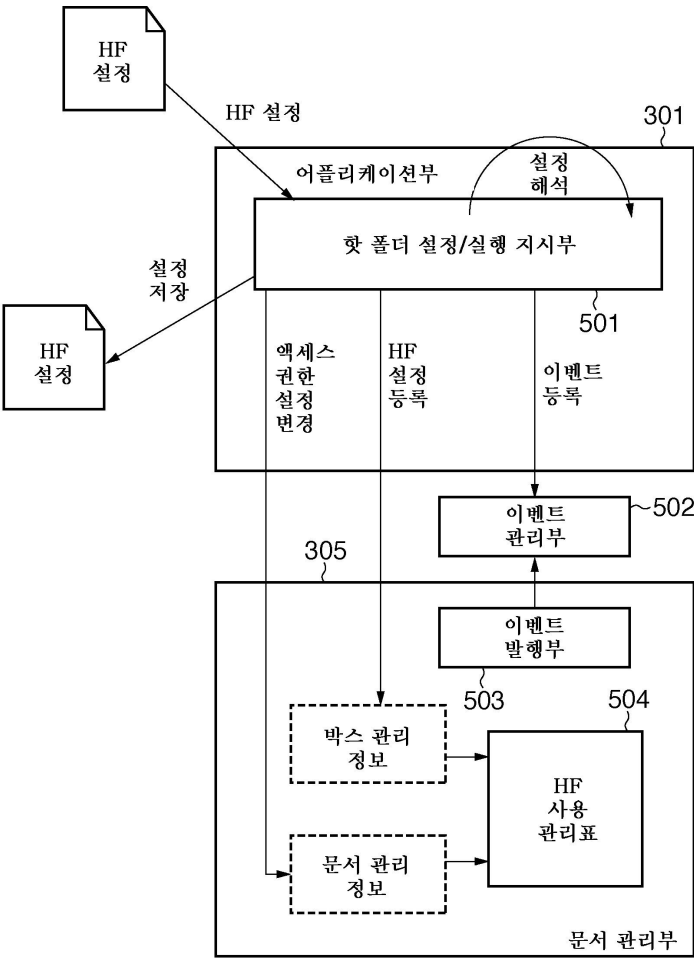 HF
설정
HF 설정
301
어플리케이션부
설정
해석
핫 폴더 설정/실행 지시부
501
설정
저장
HF
설정
액세스
권한
설정
변경
HF
설정
등록
이벤트
등록
이벤트
관리부
502
305
이벤트
발행부
503
504
박스 관리
정보
HF
사용
관리표
문서 관리
정보
문서 관리부